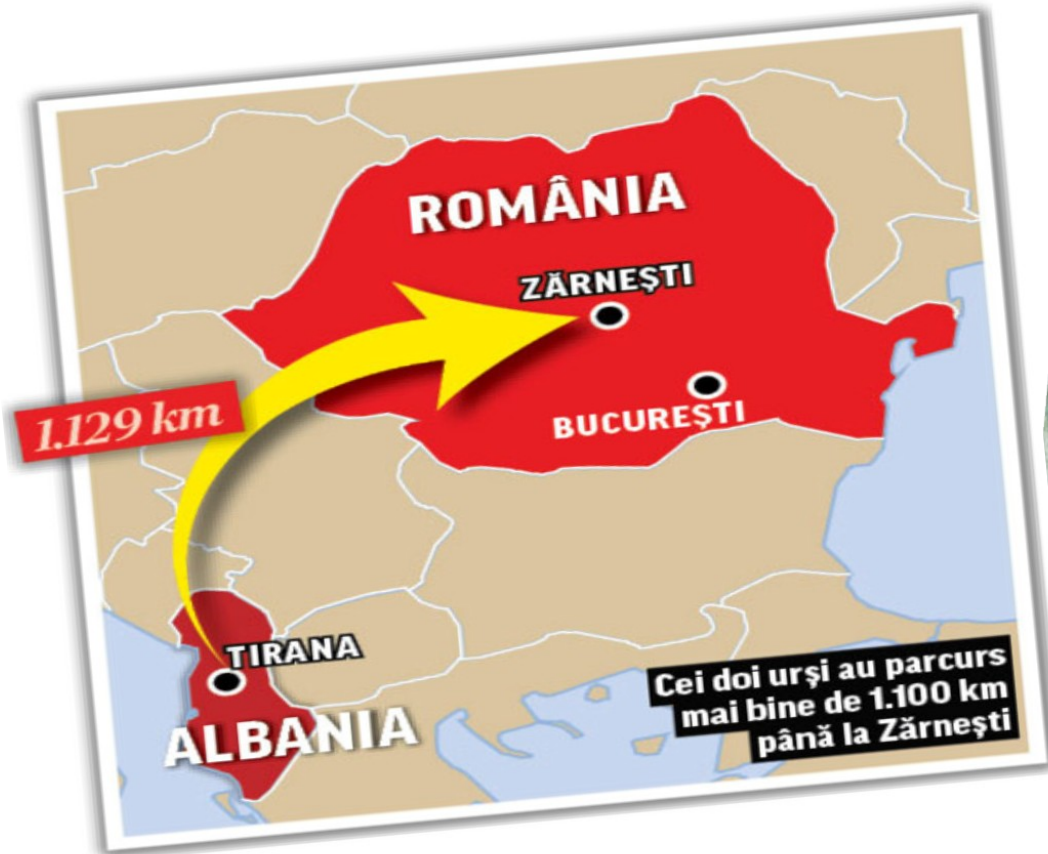 ROMÂNIA
ZĂRNEŞTI
1.129 km
BUCUREŞTI
TIRANA
ALBANIA
Cei doi urşi au parcurs
mai bine de 1.100 km
până la Zărneşti